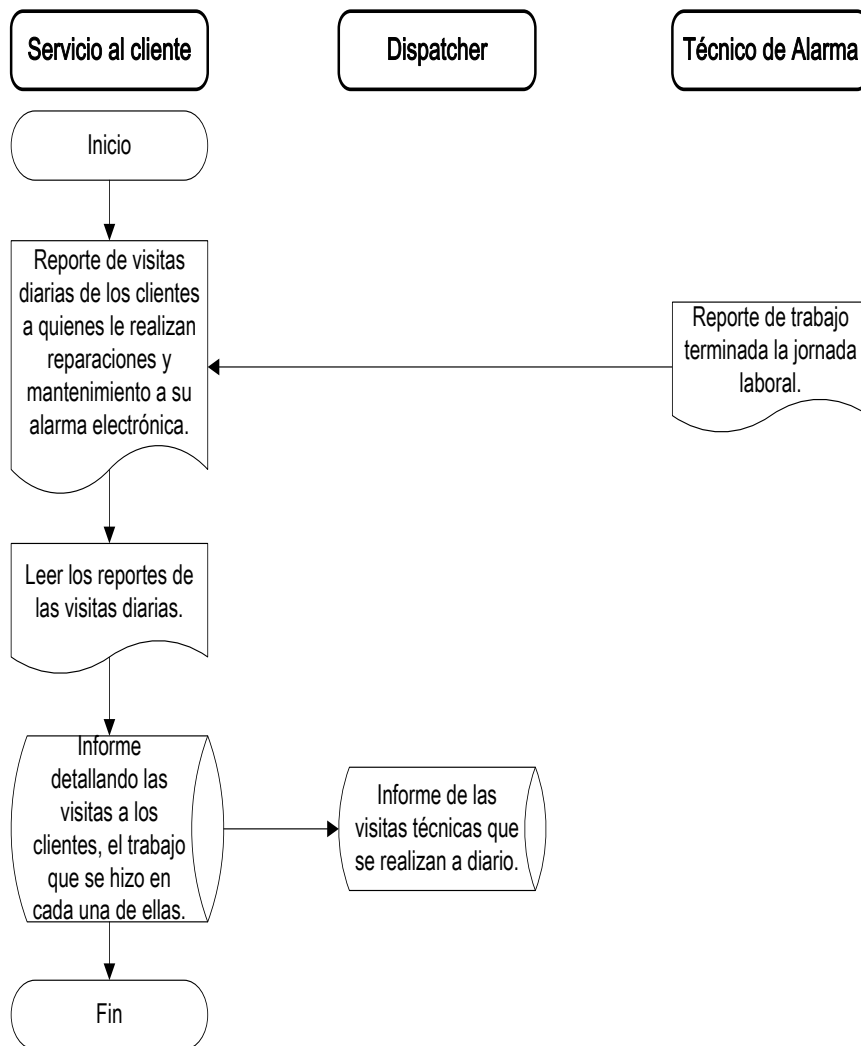 Servicio al cliente
Dispatcher
Técnico de Alarma
Inicio
Reporte de visitas
diarias de los clientes
a quienes le realizan
reparaciones y
mantenimiento a su
alarma electrónica.
Reporte de trabajo
terminada la jornada
laboral.
Leer los reportes de
las visitas diarias.
Informe
detallando las
visitas a los
clientes, el trabajo
que se hizo en
cada una de ellas.
Informe de las
visitas técnicas que
se realizan a diario.
Fin